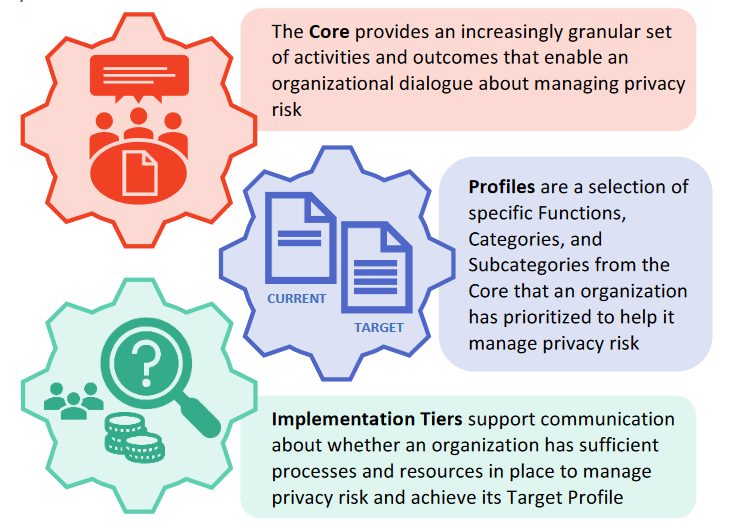 The Core provides an increasingly granular set
of activities and outcomes that enable an
organizational dialogue about managing privacy
risk
Profiles are a selection of
specific Functions,
Categories, and
Subcategories from the
Core that an organization
has prioritized to help it
manage privacy risk
CURRENT
TARGET
?
Implementation Tiers support communication
about whether an organization has sufficient
processes and resources in place to manage
privacy risk and achieve its Target Profile